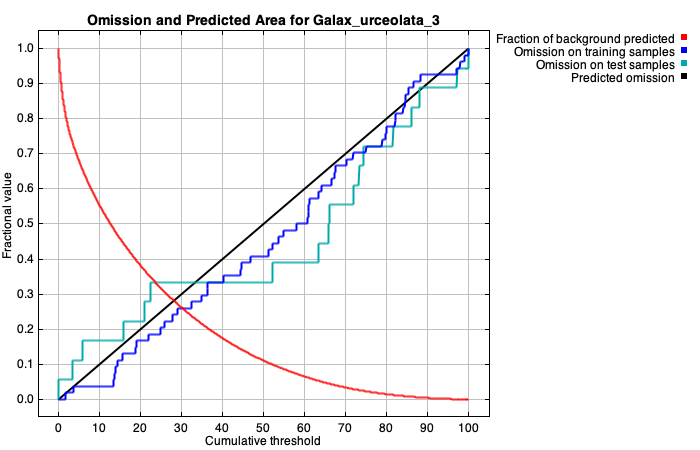 Omission and Predicted Area for Galax_urceolata_3
Fraction of background predicted
Omission on training samples
Omission on test samples
Predicted omission
Fractional value
1.0
0.9
0.8
0.7
0.6
0.5
0.4
0.3
0.2
0.1
0.0
0 10 20 30 40 50 60 70 80 90 100
Cumulative threshold